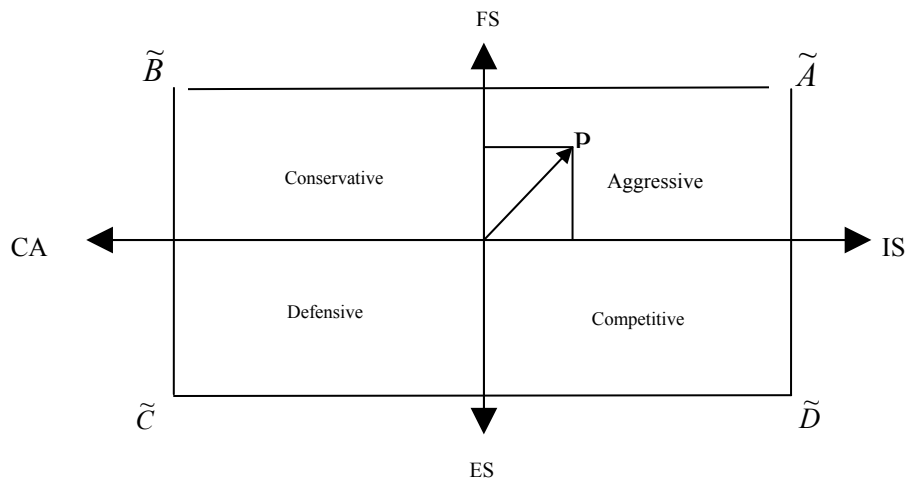 FS
B̃
Ã
P
Conservative
Aggressive
CA
IS
Defensive
Competitive
C̃
D̃
ES